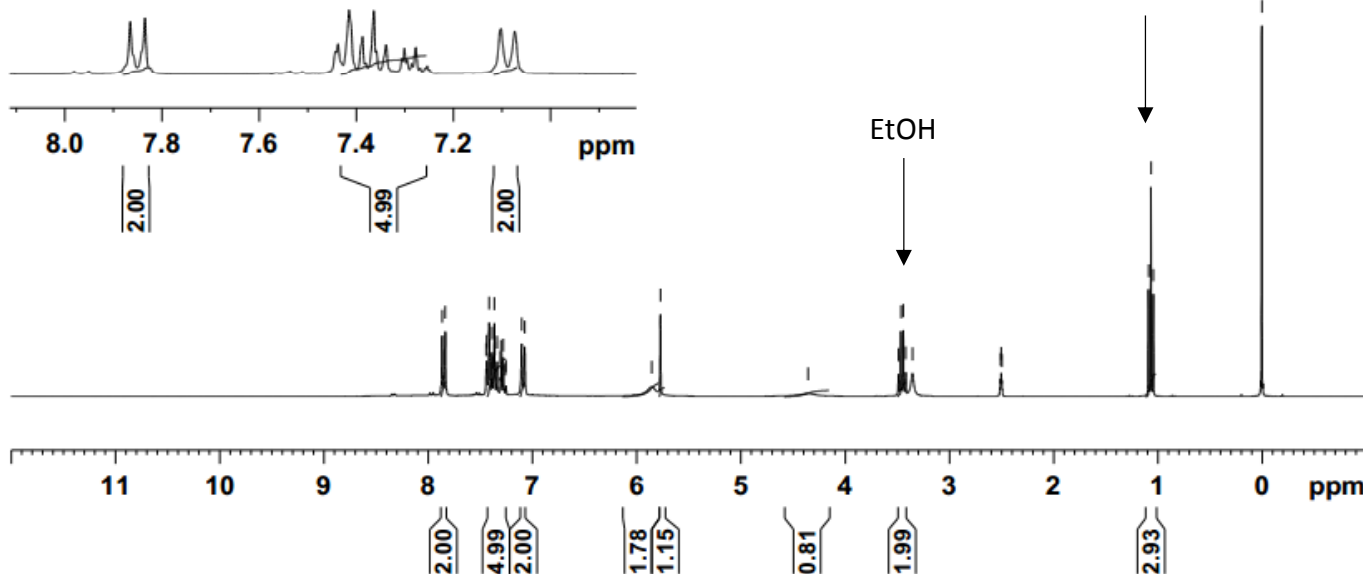 8.0 7.8 7.6 7.4 7.2 ppm
2.00 4.99 2.00
EtOH
11 10 9 8 7 6 5 4 3 2 1 0 ppm
2.00 4.99 2.00 1.78 1.15 0.81 1.99 2.93